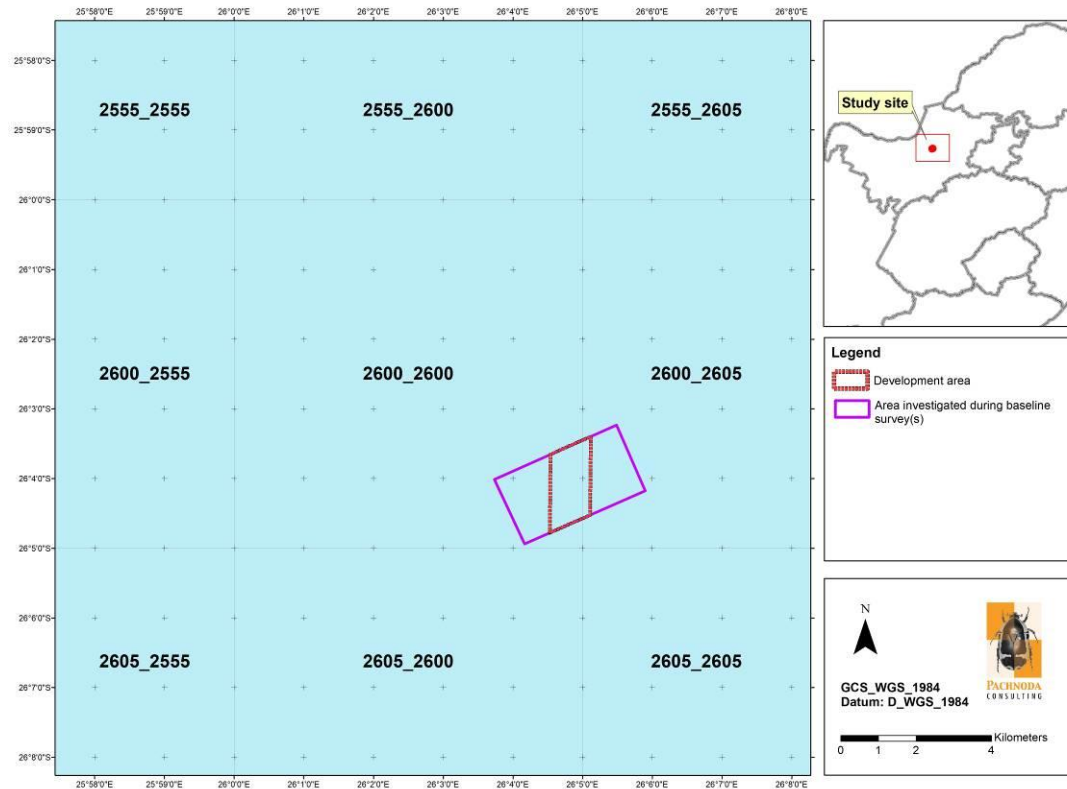 25°58'0"E 25°59'0"E 26°0'0"E 26°1'0"E 26°2'0"E 26°3'0"E 26°4'0"E 26°5'0"E 26°6'0"E 26°7'0"E 26°8'0"E
25°58'0"S
2555_2555 2555_2600 2555_2605
25°59'0"S
26°0'0"S
26°1'0"S
26°2'0"S
2600_2555 2600_2600 2600_2605
26°3'0"S
26°4'0"S
26°5'0"S
26°6'0"S
2605_2555 2605_2600 2605_2605
26°7'0"S
26°8'0"S
25°58'0"E 25°59'0"E 26°0'0"E 26°1'0"E 26°2'0"E 26°3'0"E 26°4'0"E 26°5'0"E 26°6'0"E 26°7'0"E 26°8'0"E
Study site
Legend
Development area
Area investigated during baseline
survey(s)
N
PACHNODA
CONSULTING
GCS_WGS_1984
Datum: D_WGS_1984
Kilometers
0 1 2 4